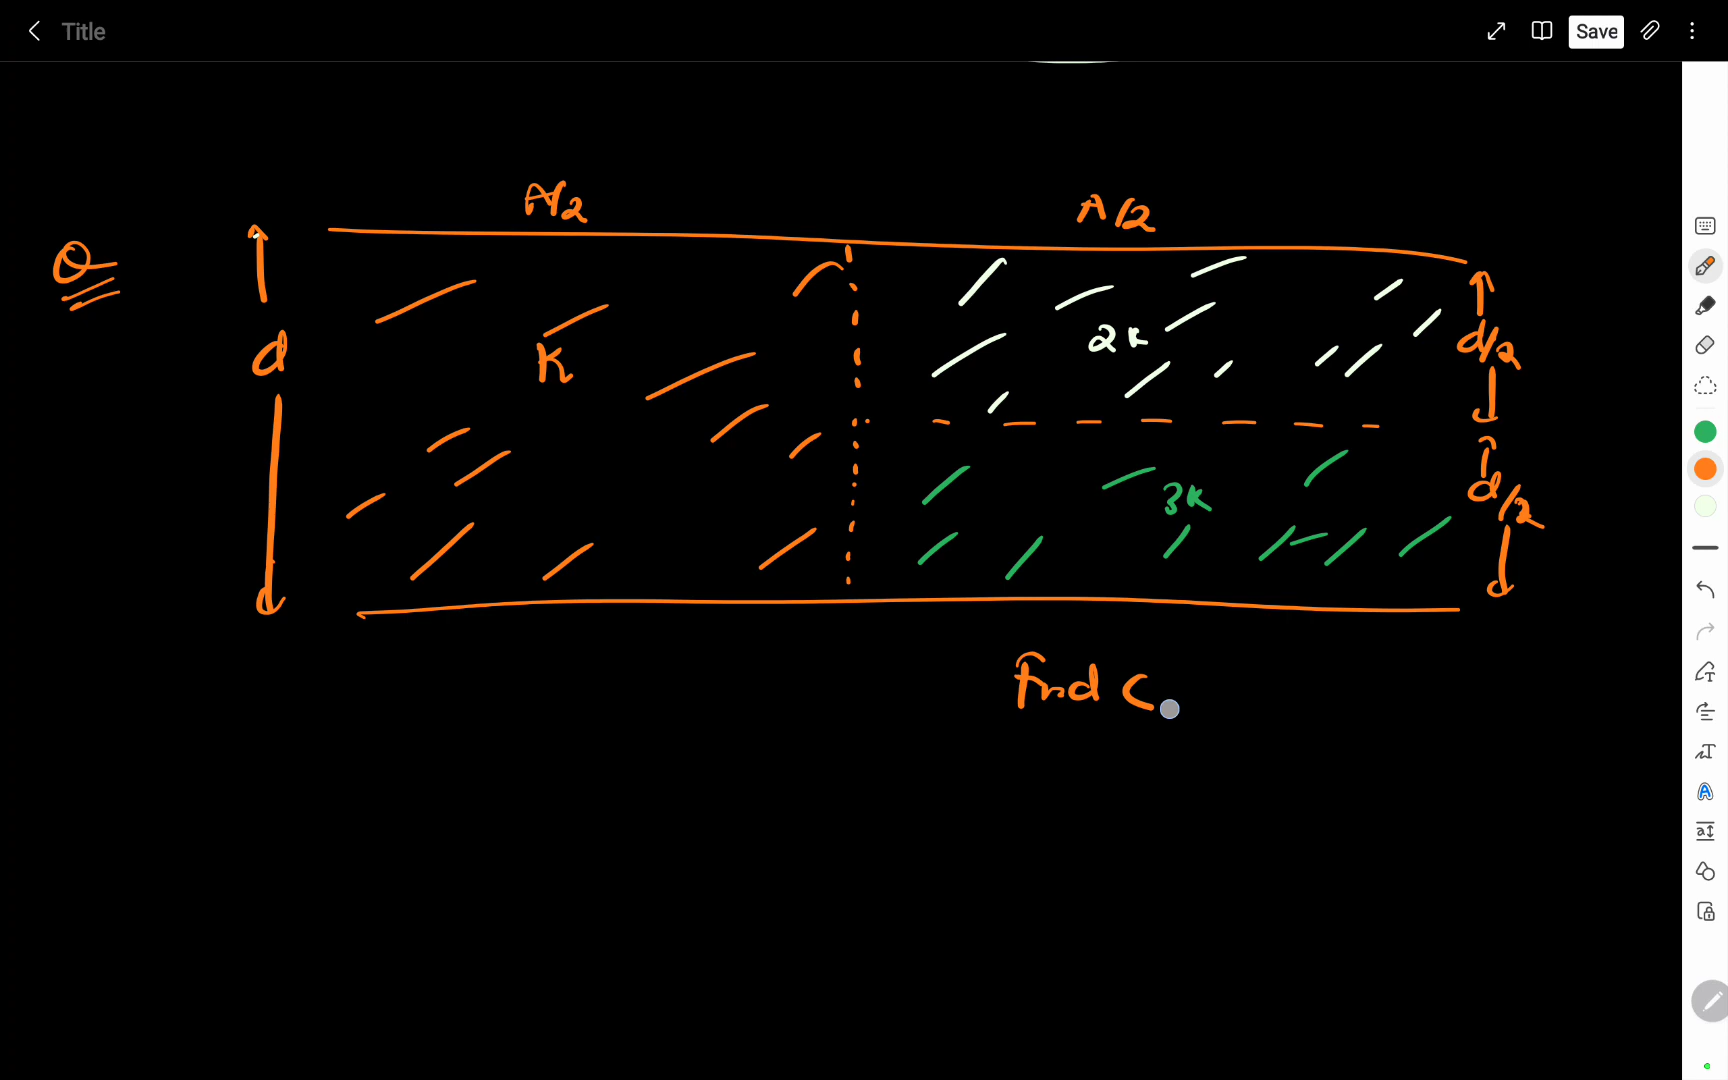 Title
Save
A/2
A/2
Q
d
K
2K
d/2
3K
d/2
find C